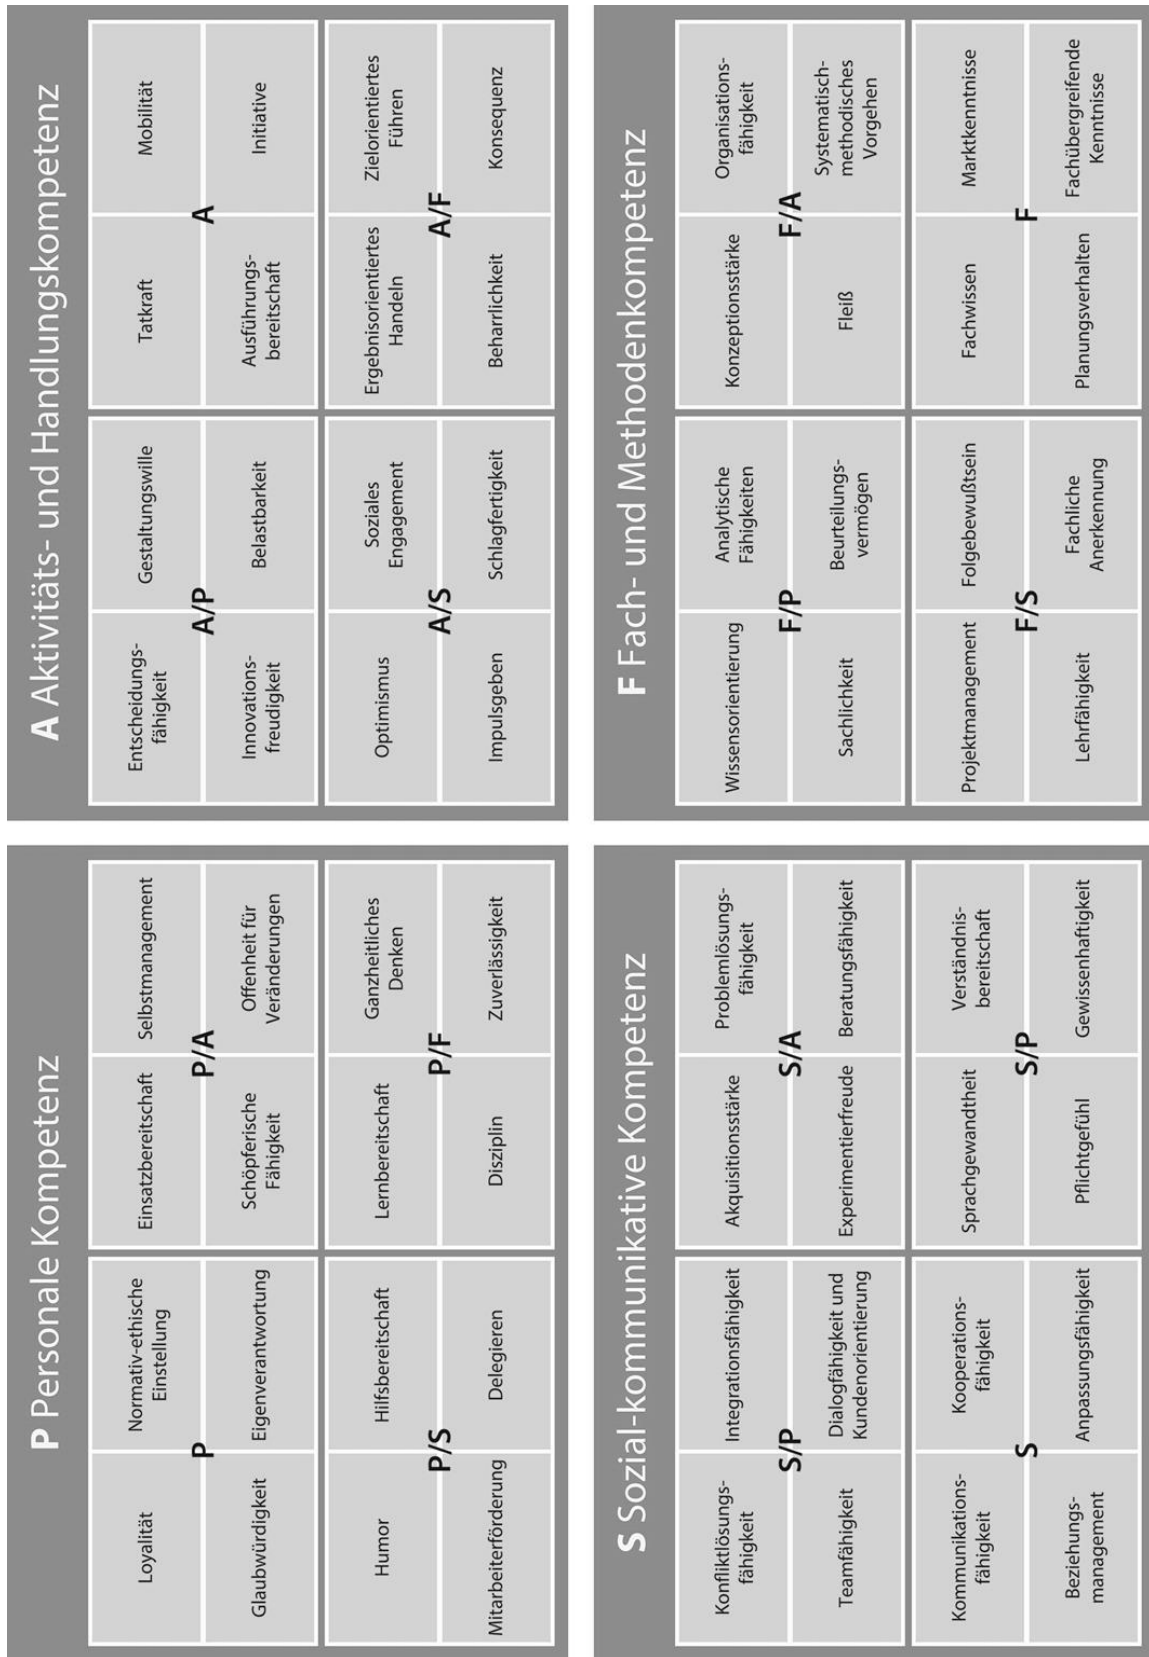 P Personale Kompetenz
Loyalität
Normativ-ethische
Einstellung
P
Glaubwürdigkeit
Eigenverantwortung
Einsatzbereitschaft
Selbstmanagement
P/A
Schöpferische
Fähigkeit
Offenheit für
Veränderungen
Humor
Hilfsbereitschaft
P/S
Mitarbeiterförderung
Delegieren
Lernbereitschaft
Ganzheitliches
Denken
P/F
Disziplin
Zuverlässigkeit
A Aktivitäts- und Handlungskompetenz
Entscheidungs-
fähigkeit
Gestaltungswille
A/P
Innovations-
freudigkeit
Belastbarkeit
Tatkraft
Mobilität
A
Ausführungs-
bereitschaft
Initiative
Optimismus
Soziales
Engagement
A/S
Impulsgeben
Schlagfertigkeit
Ergebnisorientiertes
Handeln
Zielorientiertes
Führen
A/F
Beharrlichkeit
Konsequenz
S Sozial-kommunikative Kompetenz
Konfliktlösungs-
fähigkeit
Integrationsfähigkeit
S/P
Teamfähigkeit
Dialogfähigkeit und
Kundenorientierung
Akquisitionsstärke
Problemlösungs-
fähigkeit
S/A
Experimentierfreude
Beratungsfähigkeit
Kommunikations-
fähigkeit
Kooperations-
fähigkeit
S
Beziehungs-
management
Anpassungsfähigkeit
Sprachgewandtheit
Verständnis-
bereitschaft
S/P
Pflichtgefühl
Gewissenhaftigkeit
F Fach- und Methodenkompetenz
Wissensorientierung
Analytische
Fähigkeiten
F/P
Sachlichkeit
Beurteilungs-
vermögen
Konzeptionsstärke
Organisations-
fähigkeit
F/A
Fleiß
Systematisch-
methodisches
Vorgehen
Projektmanagement
Folgebewußtsein
F/S
Lehrfähigkeit
Fachliche
Anerkennung
Fachwissen
Marktkenntnisse
F
Planungsverhalten
Fachübergreifende
Kenntnisse